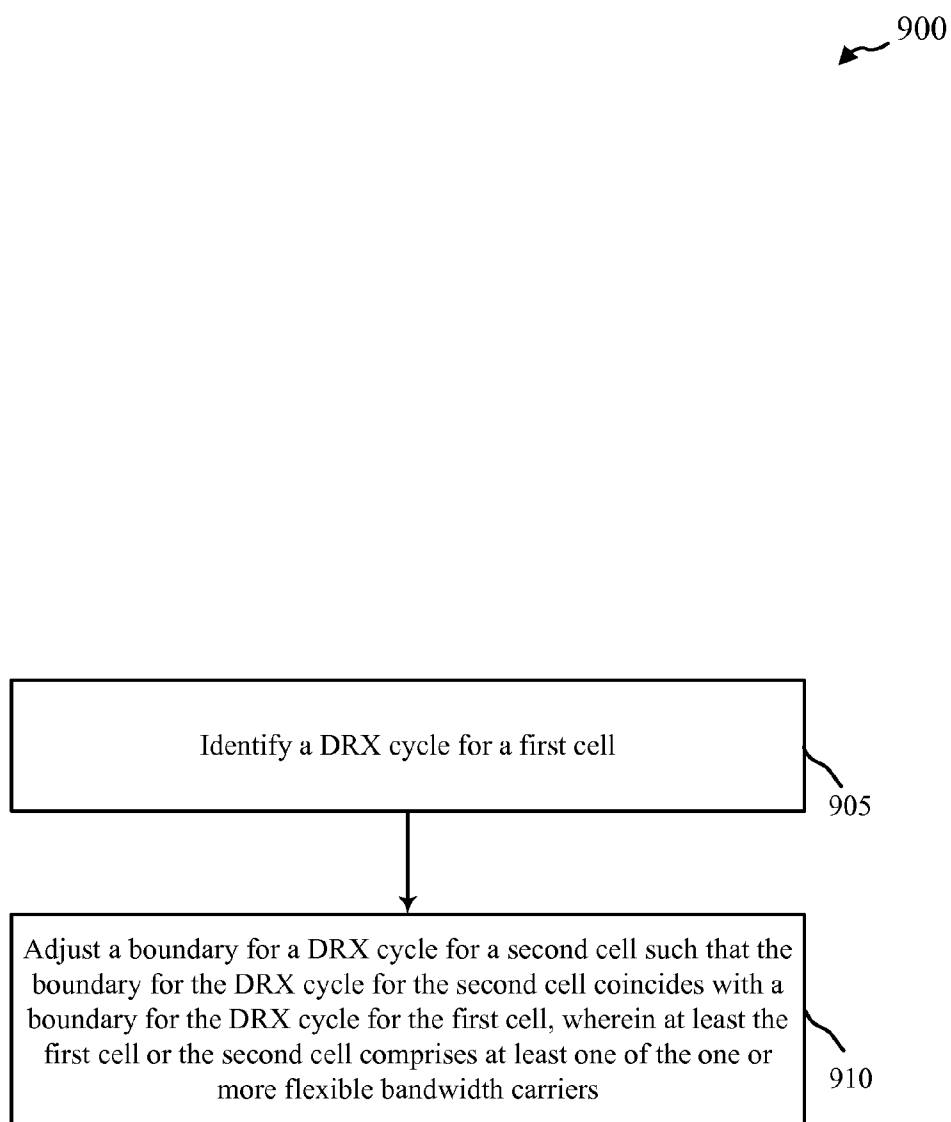 900
Identify a DRX cycle for a first cell
905
Adjust a boundary for a DRX cycle for a second cell such that the
boundary for the DRX cycle for the second cell coincides with a
boundary for the DRX cycle for the first cell, wherein at least the
first cell or the second cell comprises at least one of the one or
more flexible bandwidth carriers
910